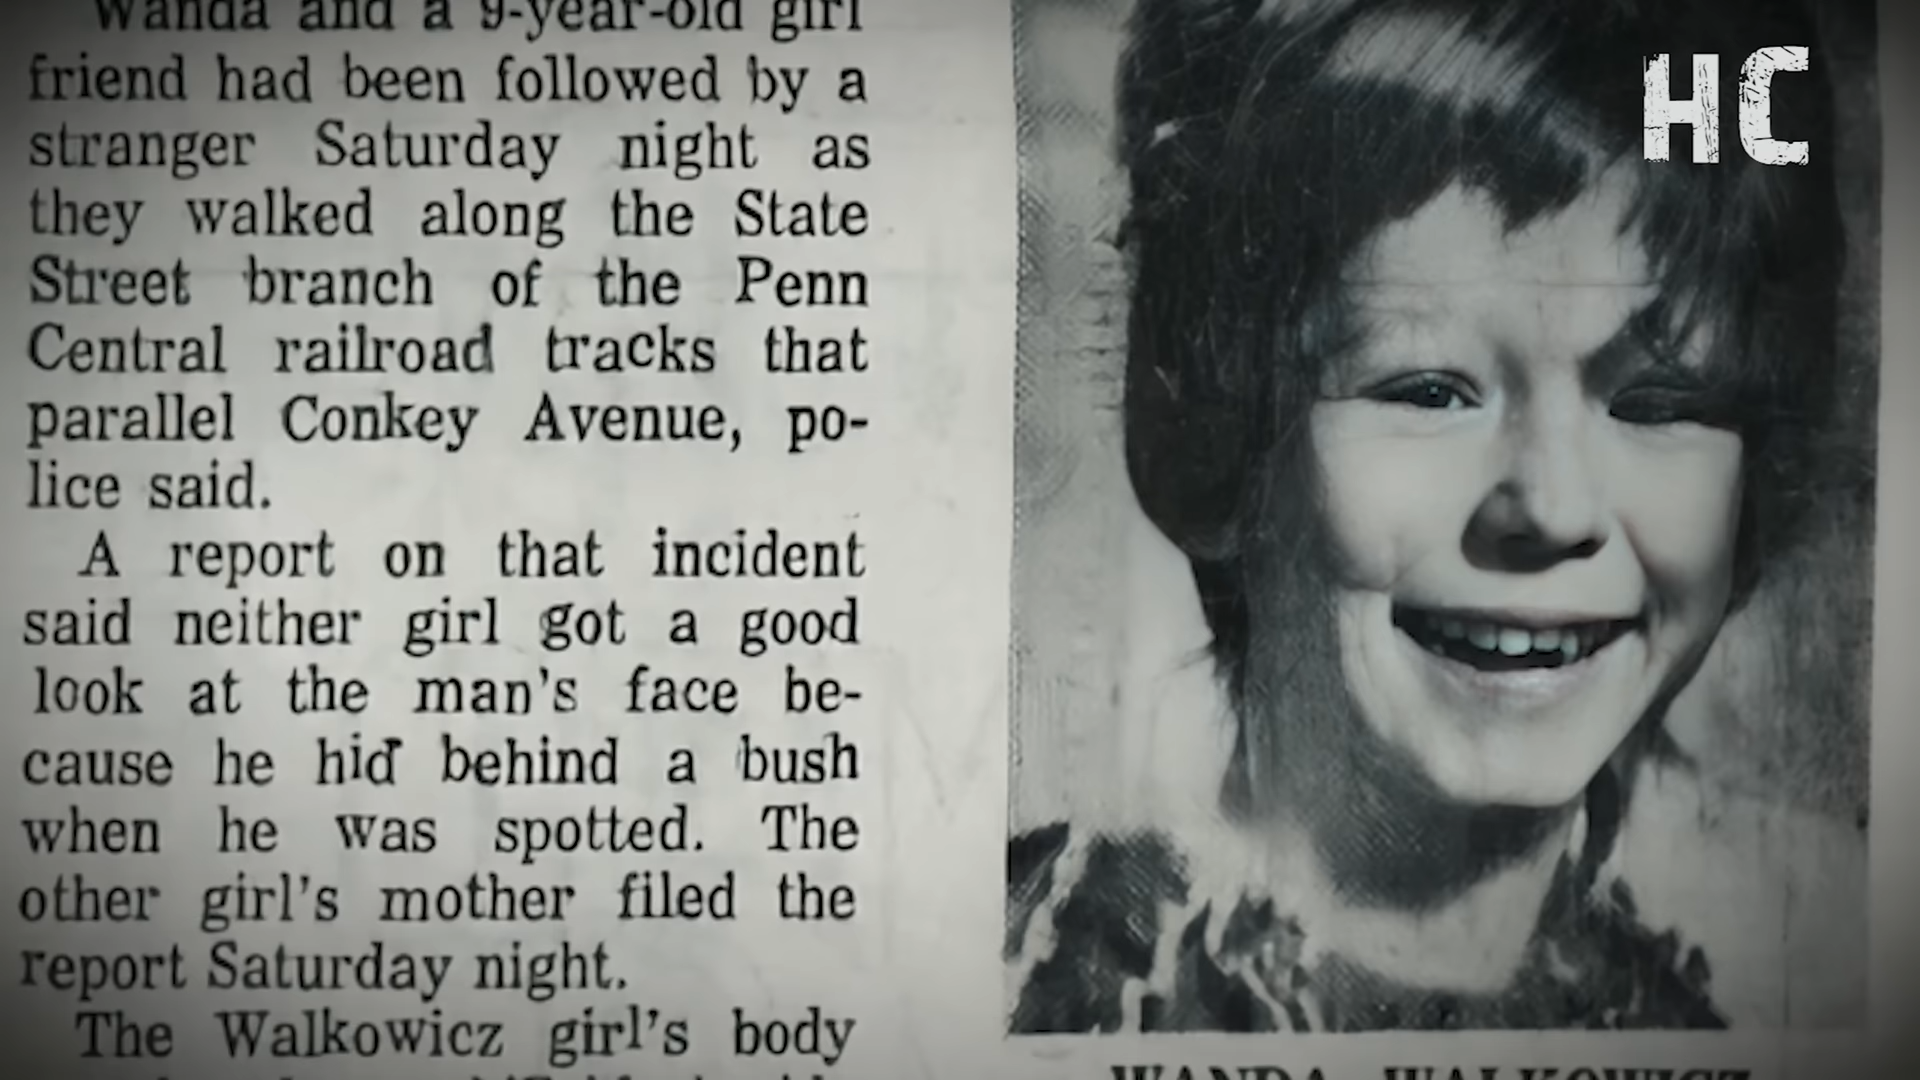 Wanda and a 9-year-old girl
friend had been followed by a
stranger Saturday night as
they walked along the State
Street branch of the Penn
Central railroad tracks that
parallel Conkey Avenue, po-
lice said.
A report on that incident
said neither girl got a good
look at the man's face be-
cause he hid behind a bush
when he was spotted. The
other girl's mother filed the
report Saturday night.
The Walkowicz girl's body
HC
WANDA WALKOWICZ